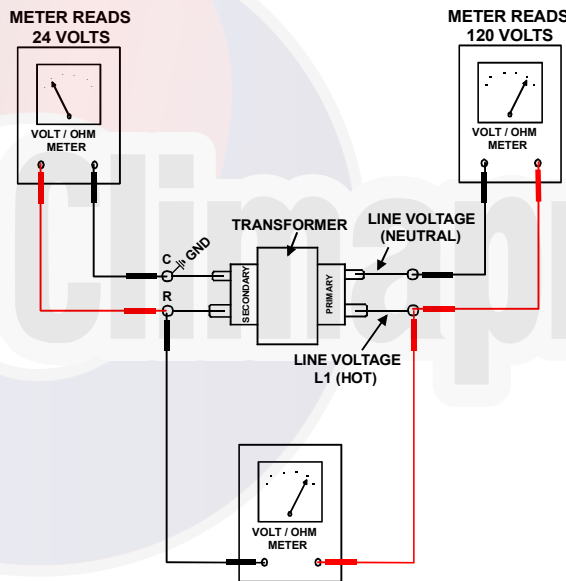 METER READS
24 VOLTS
METER READS
120 VOLTS
VOLT / OHM
METER
VOLT / OHM
METER
TRANSFORMER
LINE VOLTAGE
(NEUTRAL)
C
GND
R
SECONDARY
PRIMARY
LINE VOLTAGE
L1 (HOT)
VOLT / OHM
METER
Climapr